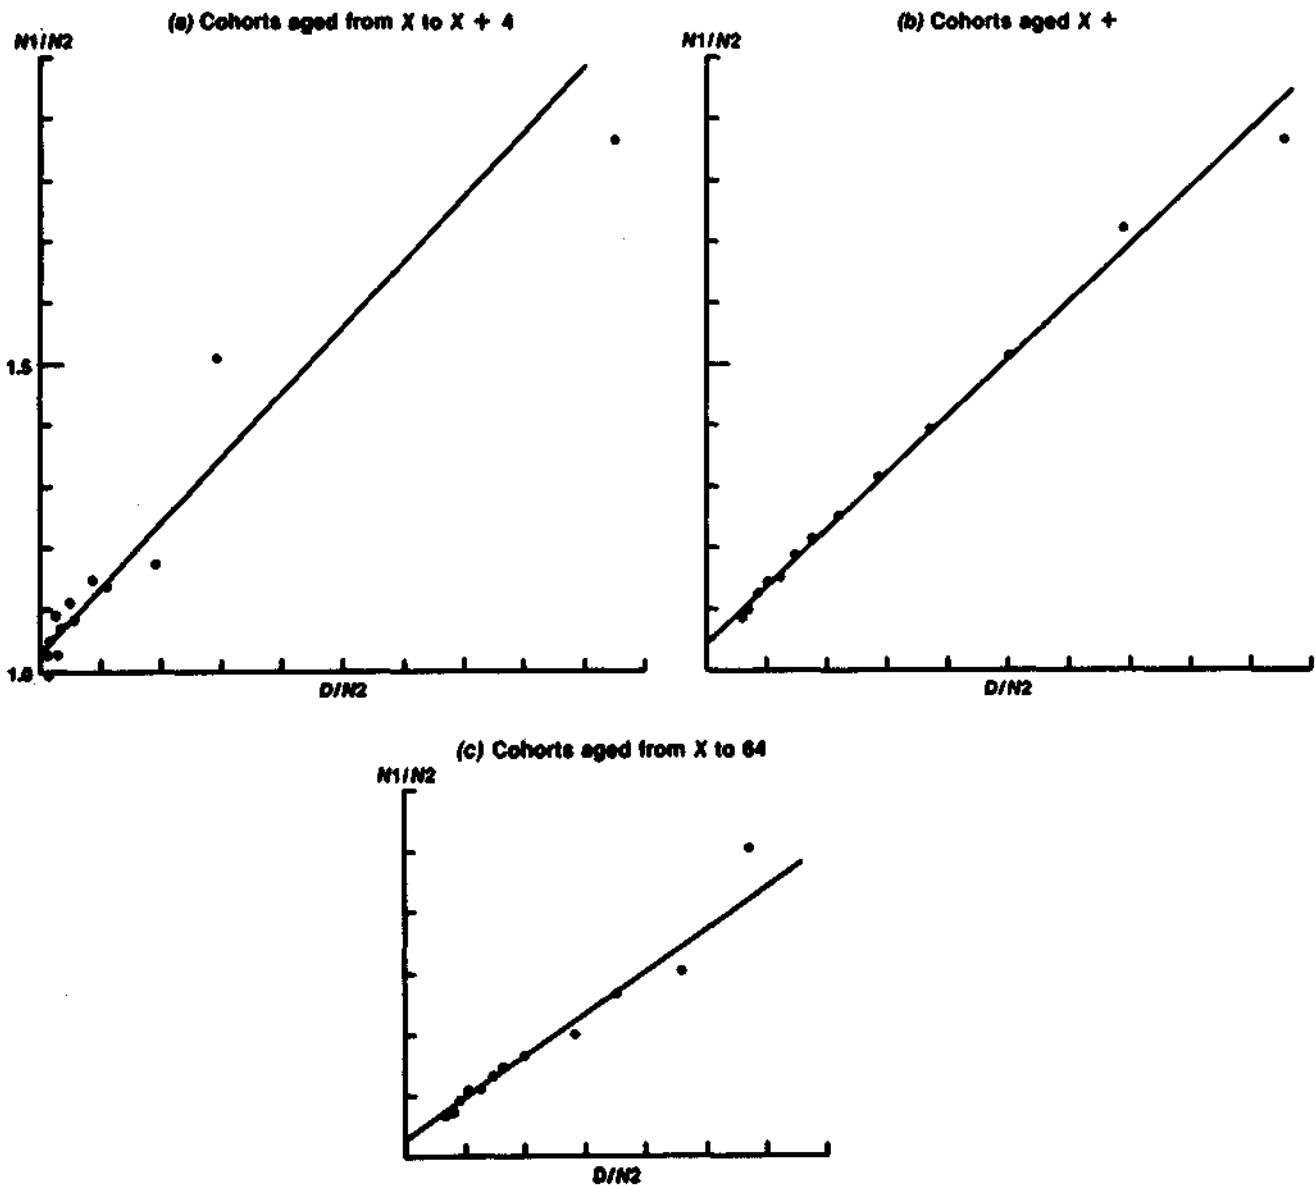 (a) Cohorts aged from X to X + 4
N1/N2
1.5
1.0
D/N2
(b) Cohorts aged X +
N1/N2
D/N2
(c) Cohorts aged from X to 64
N1/N2
D/N2